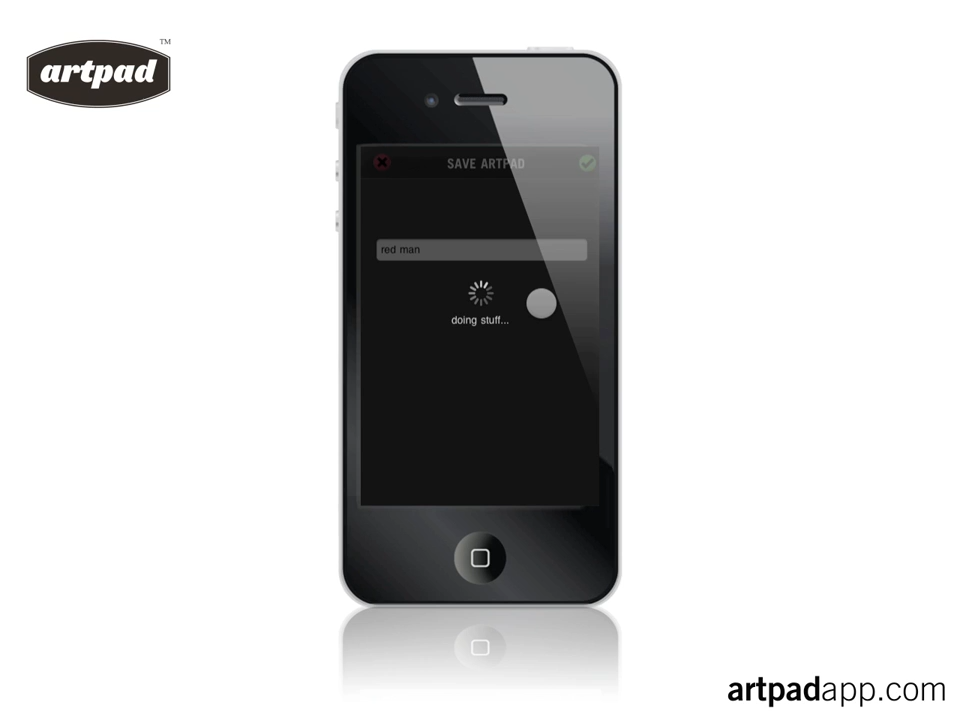 artpad
TM
SAVE ARTPAD
red man
doing stuff...
artpadapp.com